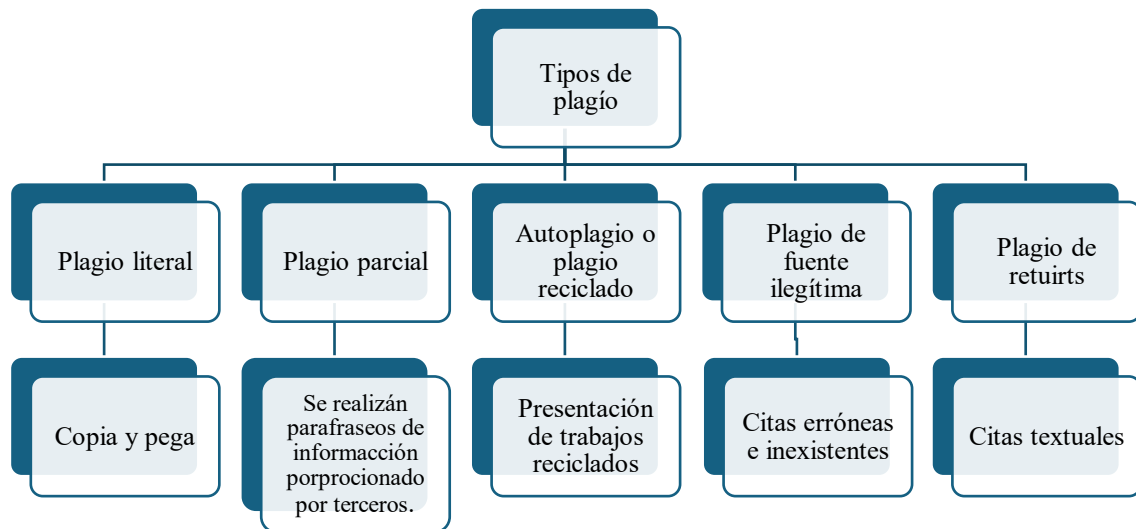 Tipos de
plagío
Plagio literal
Plagio parcial
Autoplagio o
plagio
reciclado
Plagio de
fuente
ilegítima
Plagio de
retuirts
Copia y pega
Se realizán
parafraseos de
informacción
porprocionado
por terceros.
Presentación
de trabajos
reciclados
Citas erróneas
e inexistentes
Citas textuales